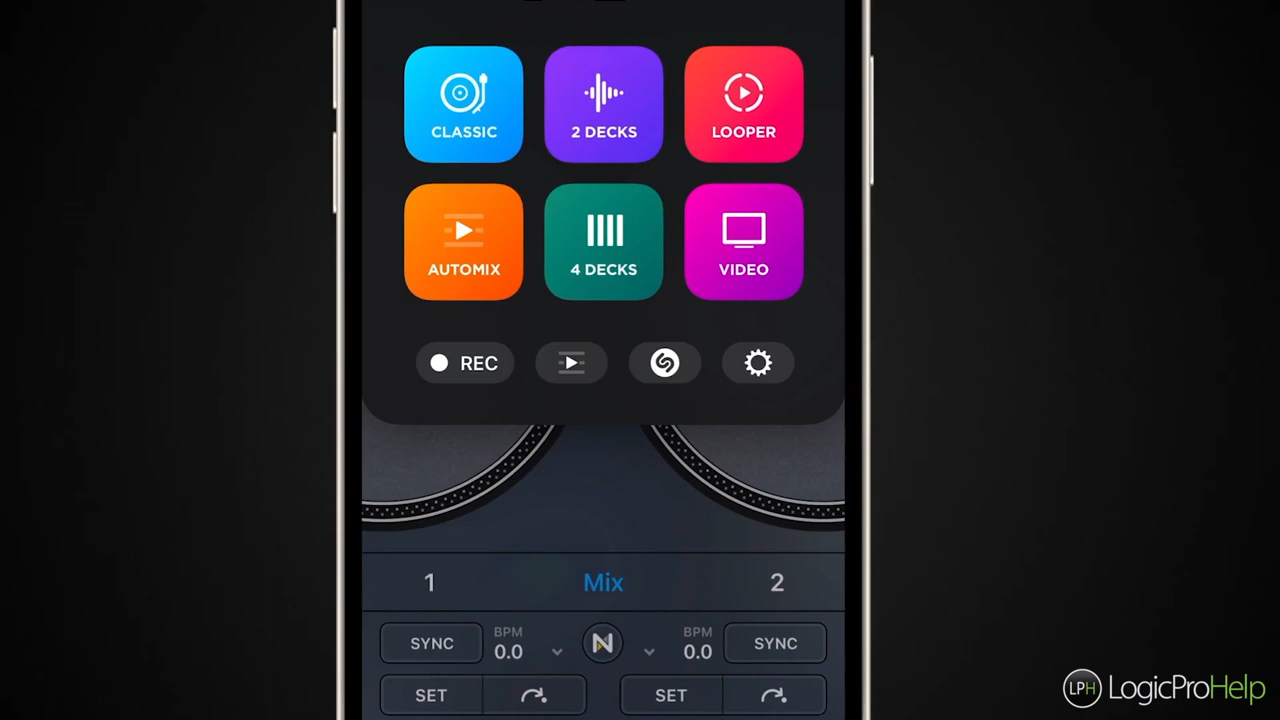 CLASSIC 2 DECKS LOOPER
AUTOMIX 4 DECKS VIDEO
REC
1 Mix 2
SYNC BPM 0.0 N BPM 0.0 SYNC
SET SET
LPH LogicProHelp